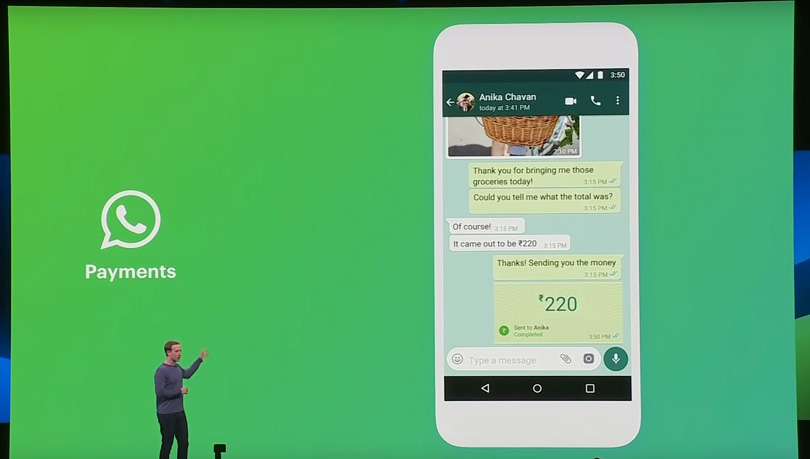 Payments
3:50
Anika Chavan
today at 3:41 PM
2:10 PM
Thank you for bringing me those
groceries today!
3:15 PM
Could you tell me what the total was?
3:15 PM
Of course! 3:15 PM
It came out to be ₹220 3:15 PM
Thanks! Sending you the money
3:15 PM
₹220
₹
Sent to Anika
Completed
3:50 PM
Type a message